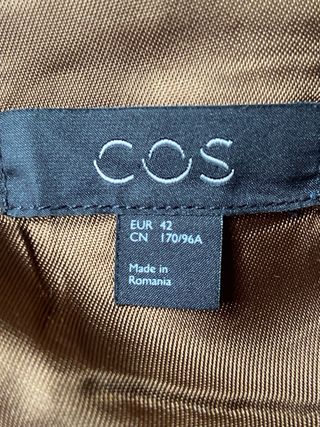 COS
EUR 42
CN 170/96A
Made in
Romania